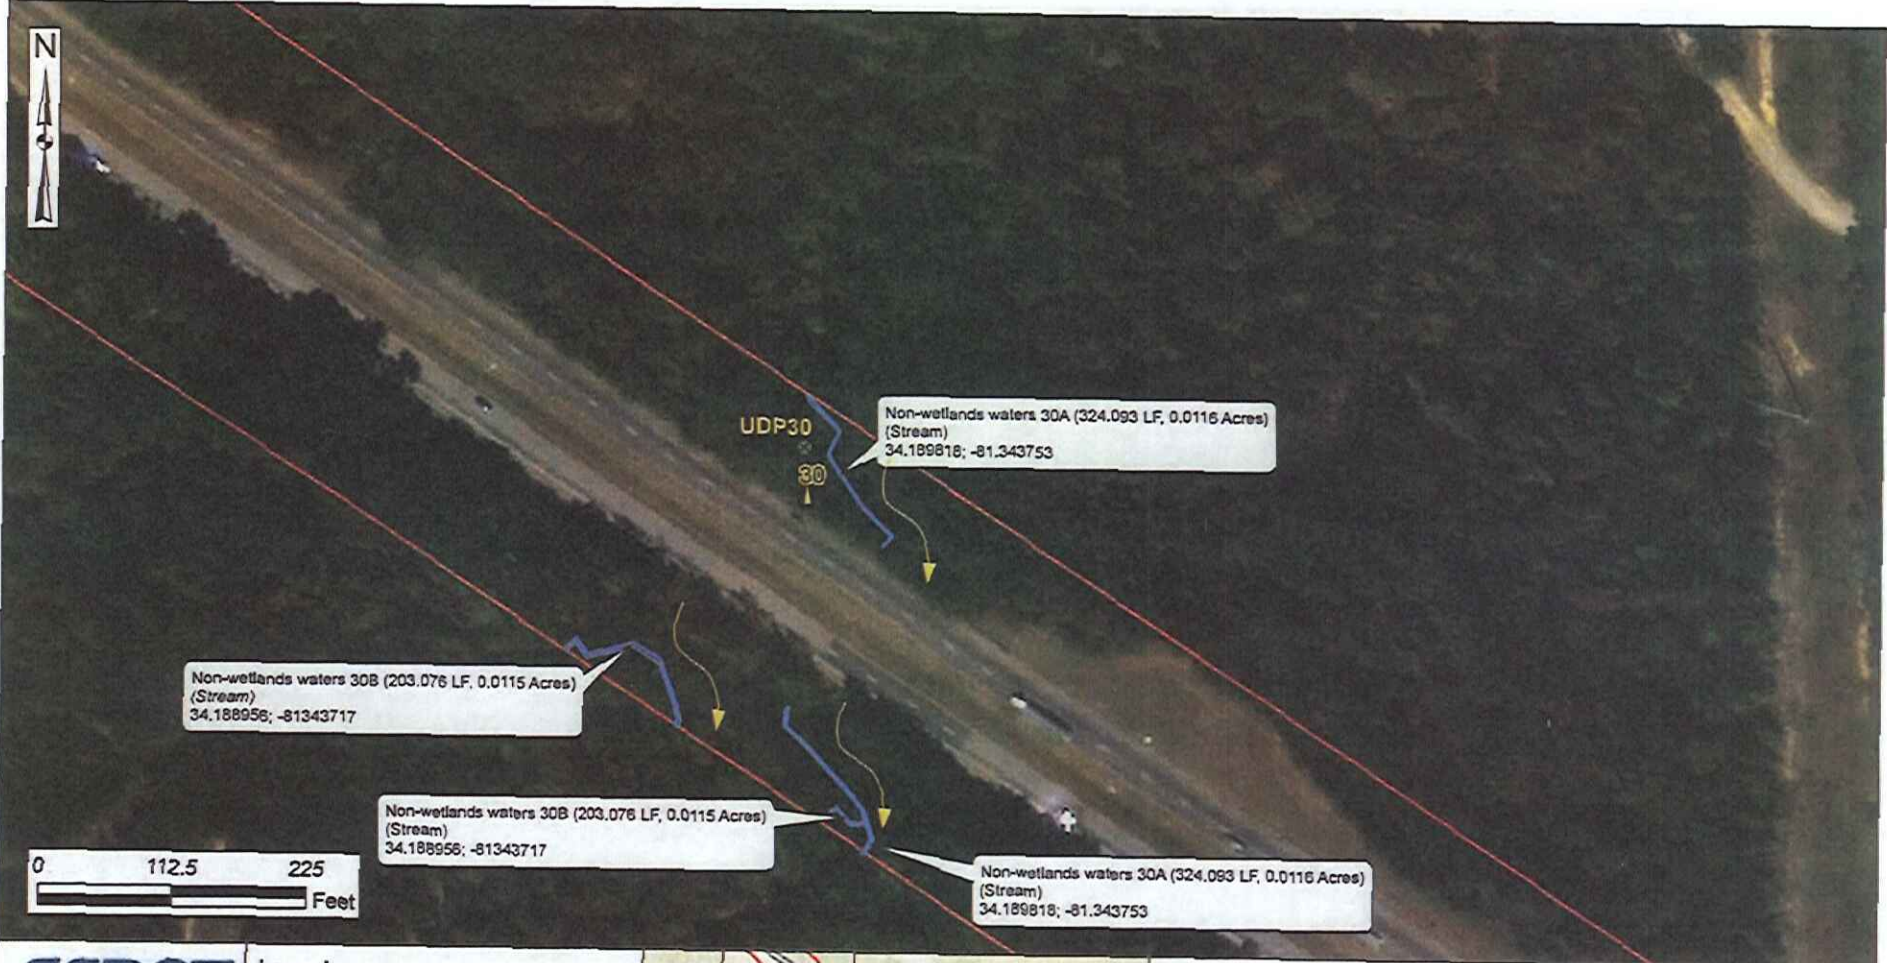 N
UDP30
30
Non-wetlands waters 30A (324.093 LF, 0.0116 Acres)
(Stream)
34.189818; -81.343753
Non-wetlands waters 30B (203.076 LF, 0.0115 Acres)
(Stream)
34.188956; -81343717
Non-wetlands waters 30B (203.076 LF, 0.0115 Acres)
(Stream)
34.188956; -81343717
Non-wetlands waters 30A (324.093 LF, 0.0116 Acres)
(Stream)
34.189818; -81.343753
0 112.5 225
Feet